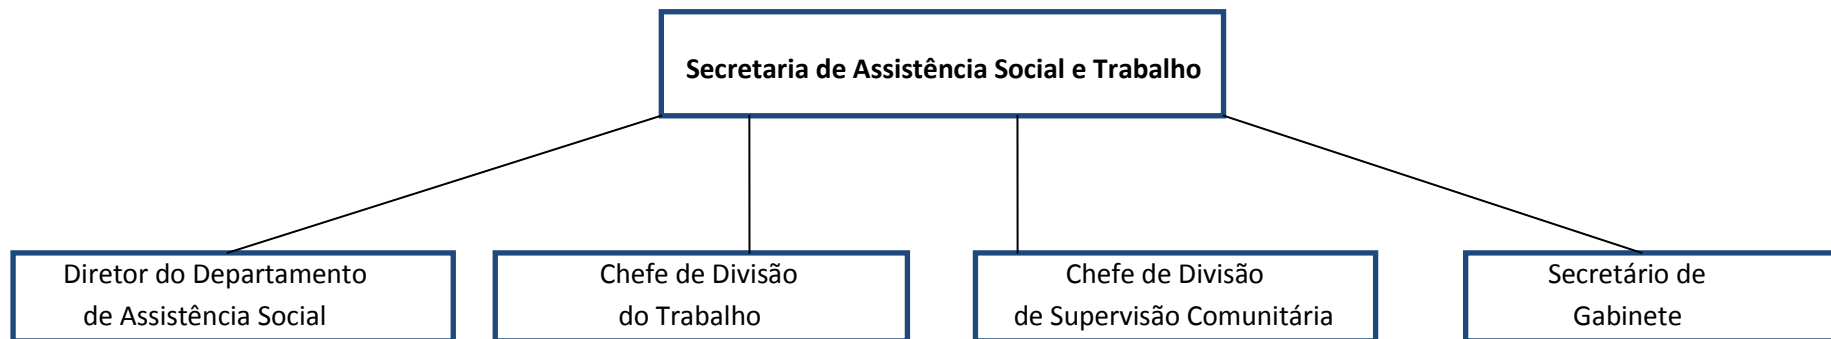 Secretaria de Assistência Social e Trabalho
Diretor do Departamento
de Assistência Social
Chefe de Divisão
do Trabalho
Chefe de Divisão
de Supervisão Comunitária
Secretário de
Gabinete